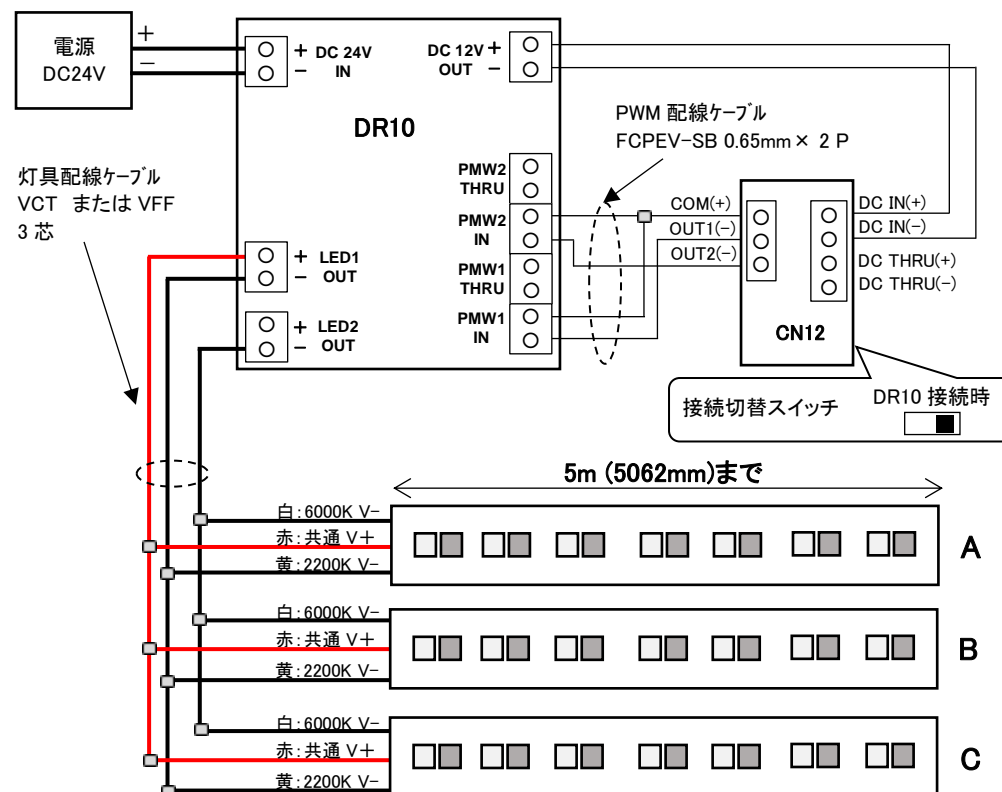 電源
DC24V
+
−
+ DC 24V
− IN
DC 12V +
OUT −
DR10
PWM 配線ケーブル
FCPEV-SB 0.65mm × 2 P
灯具配線ケーブル
VCT または VFF
3 芯
PMW2
THRU
PMW2
IN
PMW1
THRU
PMW1
IN
+ LED1
− OUT
+ LED2
− OUT
COM(+)
OUT1(-)
OUT2(-)
DC IN(+)
DC IN(-)
DC THRU(+)
DC THRU(-)
CN12
接続切替スイッチ
DR10 接続時
5m (5062mm)まで
白:6000K V-
赤:共通 V+
黄:2200K V-
A
白:6000K V-
赤:共通 V+
黄:2200K V-
B
白:6000K V-
赤:共通 V+
黄:2200K V-
C